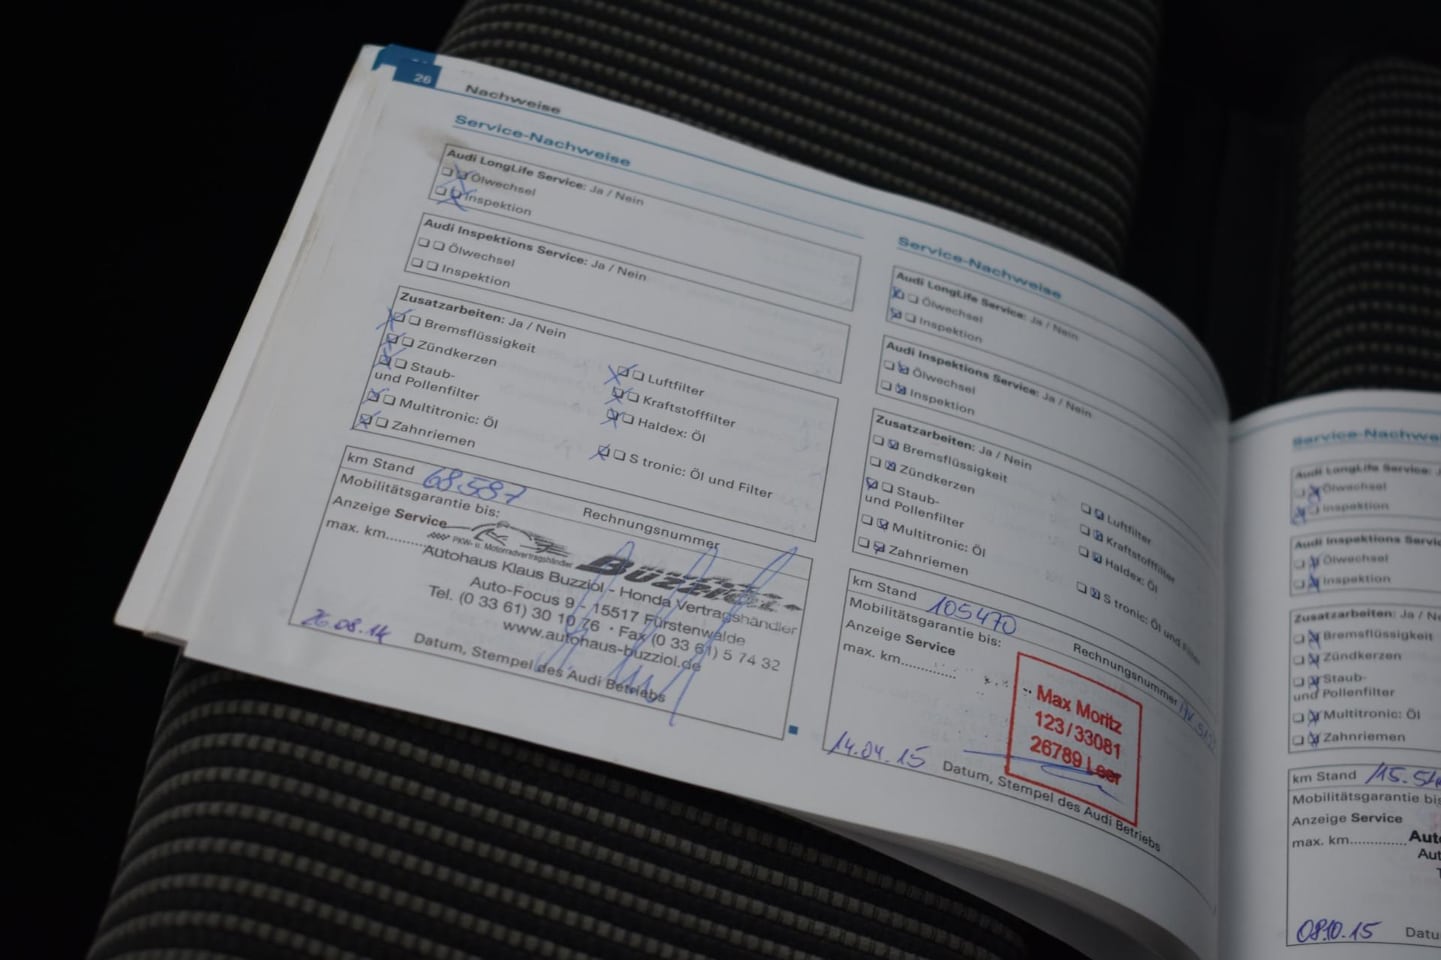 26
Nachweise
Service-Nachweise
Audi LongLife Service: Ja / Nein
Ölwechsel
Inspektion
Audi Inspektions Service: Ja / Nein
Ölwechsel
Inspektion
Zusatzarbeiten: Ja / Nein
Bremsflüssigkeit
Zündkerzen
Staub-
und Pollenfilter
Multitronic: Öl
Zahnriemen
Luftfilter
Kraftstofffilter
Haldex: Öl
S tronic: Öl und Filter
km Stand 68.587
Mobilitätsgarantie bis:
Rechnungsnummer
Anzeige Service
max. km..........
PKW- u. Motorradvertragshändler
Buzziol
Autohaus Klaus Buzziol - Honda Vertragshändler
Auto-Focus 9 - 15517 Fürstenwalde
Tel. (0 33 61) 30 10 76 · Fax (0 33 61) 5 74 32
www.autohaus-buzziol.de
26.08.14
Datum, Stempel des Audi Betriebs
Service-Nachweise
Audi LongLife Service: Ja / Nein
Ölwechsel
Inspektion
Audi Inspektions Service: Ja / Nein
Ölwechsel
Inspektion
Zusatzarbeiten: Ja / Nein
Bremsflüssigkeit
Zündkerzen
Staub-
und Pollenfilter
Multitronic: Öl
Zahnriemen
Luftfilter
Kraftstofffilter
Haldex: Öl
S tronic: Öl und Filter
km Stand 105470
Mobilitätsgarantie bis:
Rechnungsnummer
Anzeige Service
max. km..............
Max Moritz
123/33081
26789 Leer
14.04.15
Datum, Stempel des Audi Betriebs
Service-Nachwei
Audi LongLife Service: J
Ölwechsel
Inspektion
Audi Inspektions Servic
Ölwechsel
Inspektion
Zusatzarbeiten: Ja / Ne
Bremsflüssigkeit
Zündkerzen
Staub-
und Pollenfilter
Multitronic: Öl
Zahnriemen
km Stand
Mobilitätsgarantie bis
Anzeige Service
max. km..............
Auto
Aut
08.10.15
Datu